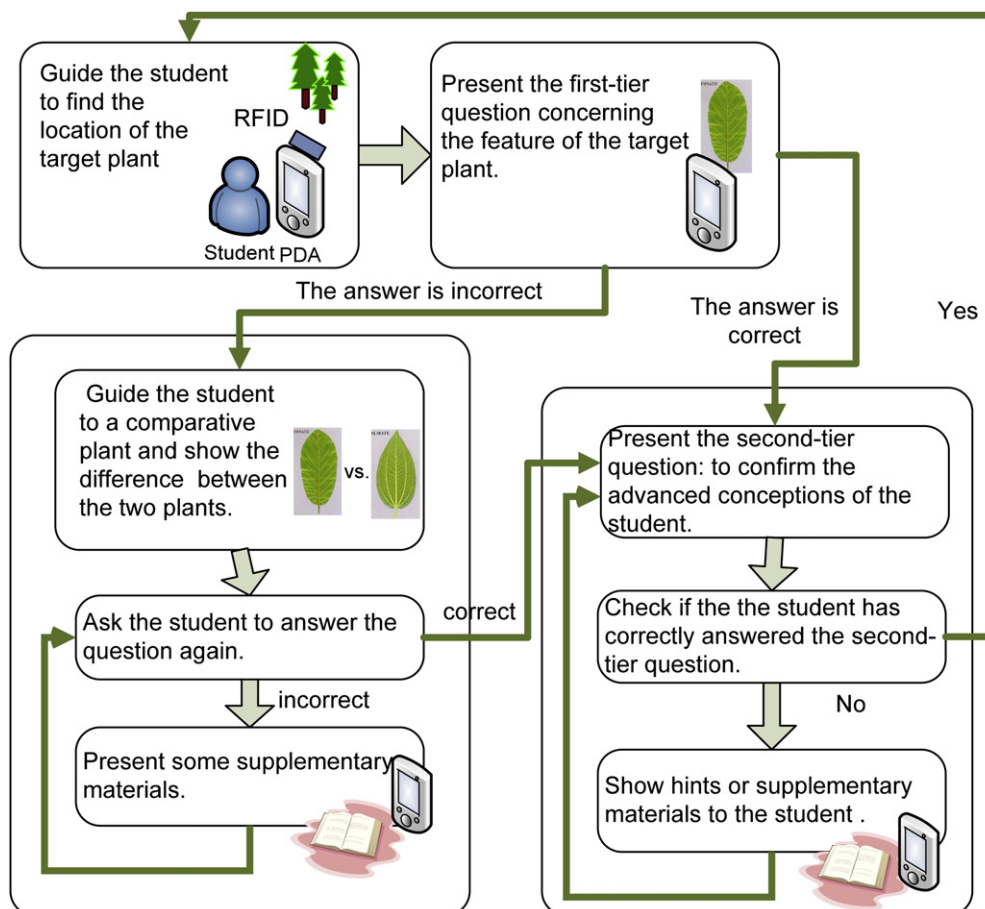 Guide the student
to find the
location of the
target plant
RFID
Student PDA
Present the first-tier
question concerning
the feature of the target
plant.
The answer is incorrect
The answer is
correct
Yes
Guide the student
to a comparative
plant and show the
difference between
the two plants.
vs.
Ask the student to answer the
question again.
correct
incorrect
Present some supplementary
materials.
Present the second-tier
question: to confirm the
advanced conceptions of the
student.
Check if the the student has
correctly answered the second-
tier question.
No
Show hints or supplementary
materials to the student .